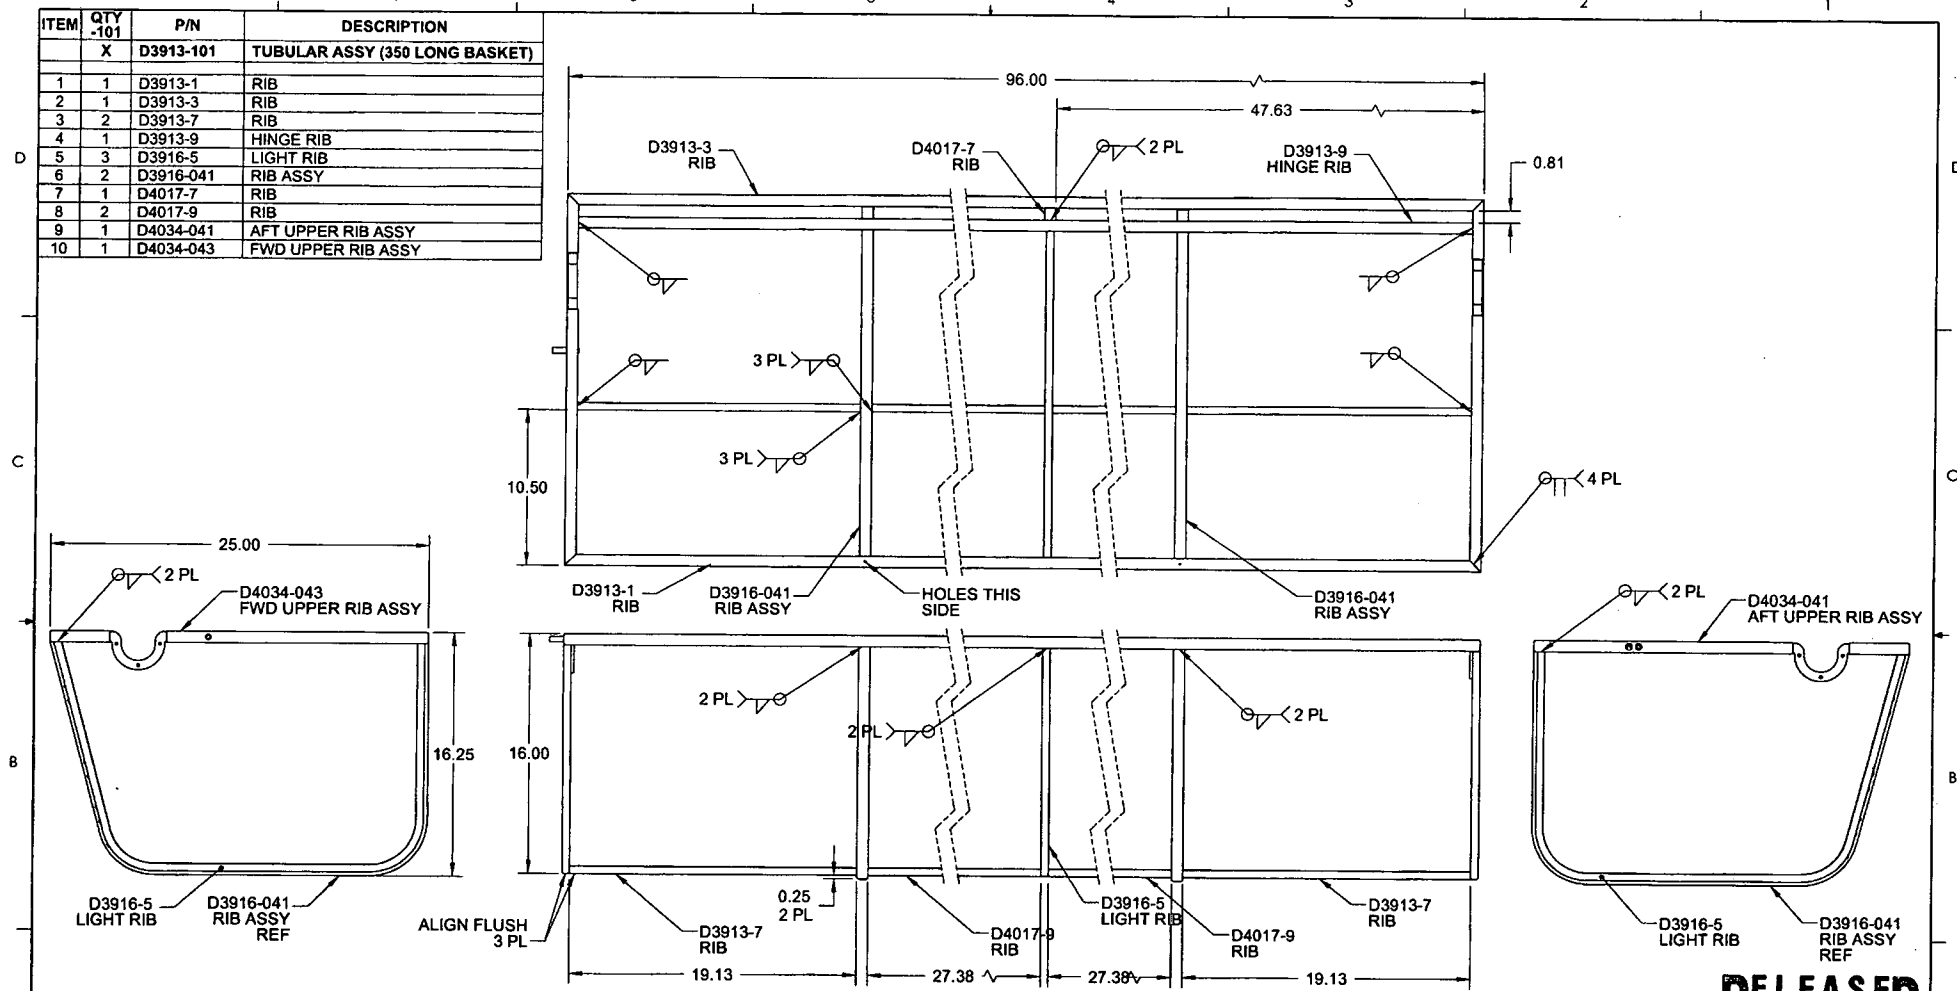 ITEM QTY -101 P/N DESCRIPTION
X D3913-101 TUBULAR ASSY (350 LONG BASKET)
1 1 D3913-1 RIB
2 1 D3913-3 RIB
3 2 D3913-7 RIB
4 1 D3913-9 HINGE RIB
5 3 D3916-5 LIGHT RIB
6 2 D3916-041 RIB ASSY
7 1 D4017-7 RIB
8 2 D4017-9 RIB
9 1 D4034-041 AFT UPPER RIB ASSY
10 1 D4034-043 FWD UPPER RIB ASSY
4
3
2
1
D
C
B
D
C
B
96.00
47.63
D3913-3
RIB
D4017-7
RIB
2 PL
D3913-9
HINGE RIB
0.81
3 PL
3 PL
10.50
4 PL
D3913-1
RIB
D3916-041
RIB ASSY
HOLES THIS
SIDE
D3916-041
RIB ASSY
25.00
2 PL
D4034-043
FWD UPPER RIB ASSY
16.25
D3916-5
LIGHT RIB
D3916-041
RIB ASSY
REF
16.00
2 PL
2 PL
2 PL
ALIGN FLUSH
3 PL
D3913-7
RIB
0.25
2 PL
D4017-9
RIB
D3916-5
LIGHT RIB
D4017-9
RIB
D3913-7
RIB
19.13
27.38
27.38
19.13
2 PL
D4034-041
AFT UPPER RIB ASSY
D3916-5
LIGHT RIB
D3916-041
RIB ASSY
REF
RELEASED